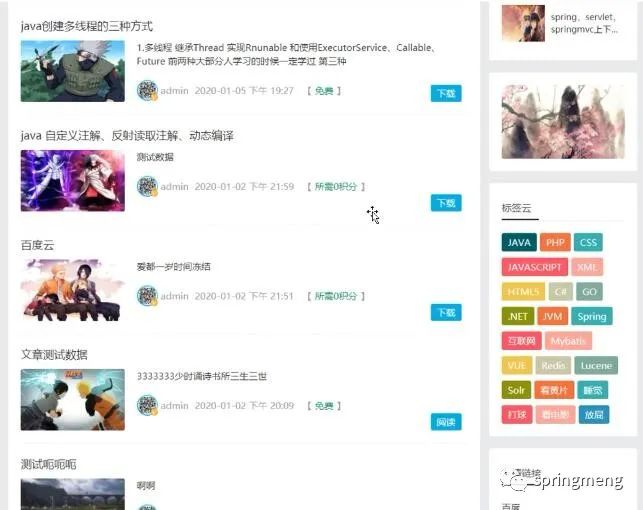 java创建多线程的三种方式
1.多线程 继承Thread 实现Rnunable 和使用ExecutorService、Callable、
Future 前两种大部分人学习的时候一定学过 第三种
admin 2020-01-05 下午 19:27 [ 免费 ]
下载
java 自定义注解、反射读取注解、动态编译
测试数据
admin 2020-01-02 下午 21:59 [ 所需0积分 ]
下载
百度云
爱都一岁时间冻结
admin 2020-01-02 下午 21:51 [ 所需0积分 ]
下载
文章测试数据
3333333少时诵诗书所三生三世
admin 2020-01-02 下午 20:09 [ 免费 ]
阅读
测试呃呃呃
啊啊
spring、servlet、
springmvc上下...
标签云
JAVA PHP CSS
JAVASCRIPT XML
HTML5 C# GO
.NET JVM Spring
互联网 Mybatis
VUE Redis Lucene
Solr 看黄片 睡觉
打球 看电影 放屁
链接
springmeng
百度